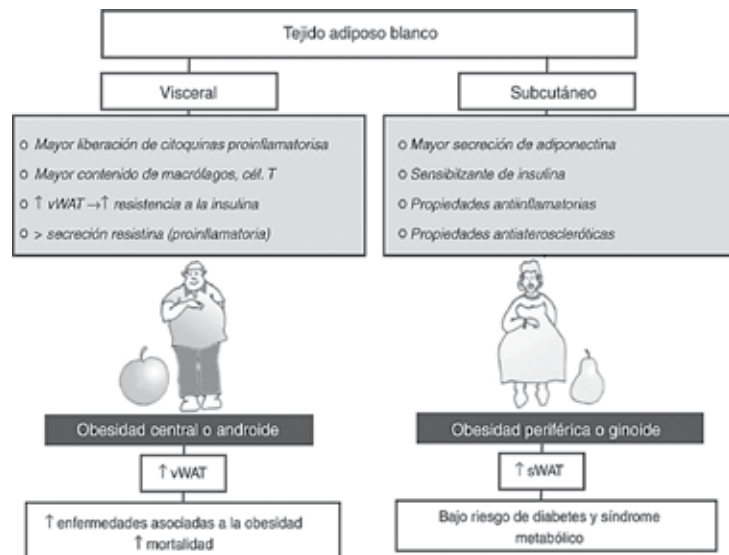 Tejido adiposo blanco
Visceral
o Mayor liberación de citoquinas proinflamatorisa
o Mayor contenido de macrófagos, cél. T
o ↑ vWAT→↑ resistencia a la insulina
o > secreción resistina (proinflamatoria)
Obesidad central o androide
↑ vWAT
↑ enfermedades asociadas a la obesidad
↑ mortalidad
Subcutáneo
o Mayor secreción de adiponectina
o Sensibilzante de insulina
o Propiedades antiinflamatorias
o Propiedades antiateroscleróticas
Obesidad periférica o ginoide
↑ sWAT
Bajo riesgo de diabetes y síndrome
metabólico